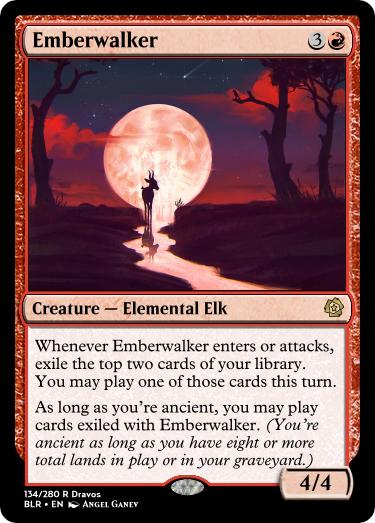 Emberwalker 3
Creature — Elemental Elk
Whenever Emberwalker enters or attacks,
exile the top two cards of your library.
You may play one of those cards this turn.
As long as you’re ancient, you may play
cards exiled with Emberwalker. (You’re
ancient as long as you have eight or more
total lands in play or in your graveyard.)
4/4
134/280 R Dravos
BLR • EN Angel Ganev